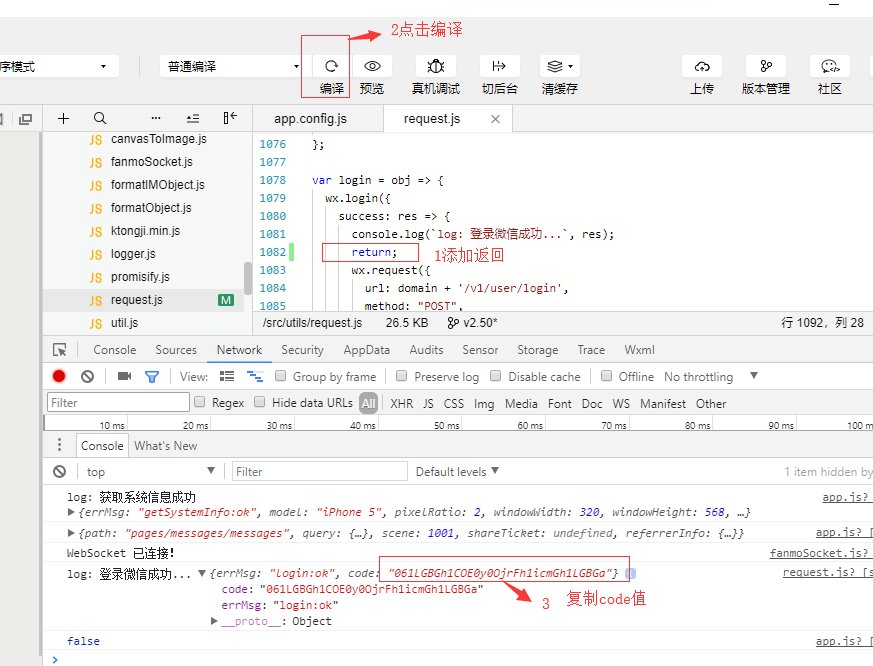 2点击编译
序模式
普通编译
编译
预览
真机调试
切后台
清缓存
上传
版本管理
社区
app.config.js
request.js
JS canvasToImage.js
JS fanmoSocket.js
JS formatIMObject.js
JS formatObject.js
JS ktongji.min.js
JS logger.js
JS promisify.js
JS request.js M
JS util.js
1076 };
1077
1078 var login = obj => {
1079 wx.login({
1080 success: res => {
1081 console.log(`log: 登录微信成功...`, res);
1082 return;
1添加返回
1083 wx.request({
1084 url: domain + '/v1/user/login',
1085 method: "POST",
/src/utils/request.js 26.5 KB v2.50* 行 1092，列 28
Console Sources Network Security AppData Audits Sensor Storage Trace Wxml
View: Group by frame Preserve log Disable cache Offline No throttling
Filter Regex Hide data URLs All XHR JS CSS Img Media Font Doc WS Manifest Other
10 ms 20 ms 30 ms 40 ms 50 ms 60 ms 70 ms 80 ms 90 ms 100 m
Console What's New
top Filter Default levels 1 item hidden by
log: 获取系统信息成功 app.js?
{errMsg: "getSystemInfo:ok", model: "iPhone 5", pixelRatio: 2, windowWidth: 320, windowHeight: 568, …}
{path: "pages/messages/messages", query: {…}, scene: 1001, shareTicket: undefined, referrerInfo: {…}} app.js? [
WebSocket 已连接! fanmoSocket.js?
log: 登录微信成功... {errMsg: "login:ok", code: "061LGBGh1COE0y0OjrFh1icmGh1LGBGa"} request.js? [s
code: "061LGBGh1COE0y0OjrFh1icmGh1LGBGa"
errMsg: "login:ok"
__proto__: Object
3 复制code值
false app.js? [